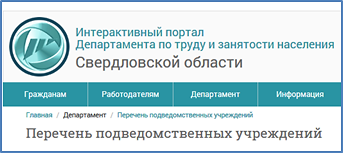 Интерактивный портал
Департамента по труду и занятости населения
Свердловской области
Гражданам Работодателям Департамент Информация
Главная / Департамент / Перечень подведомственных учреждений
Перечень подведомственных учреждений